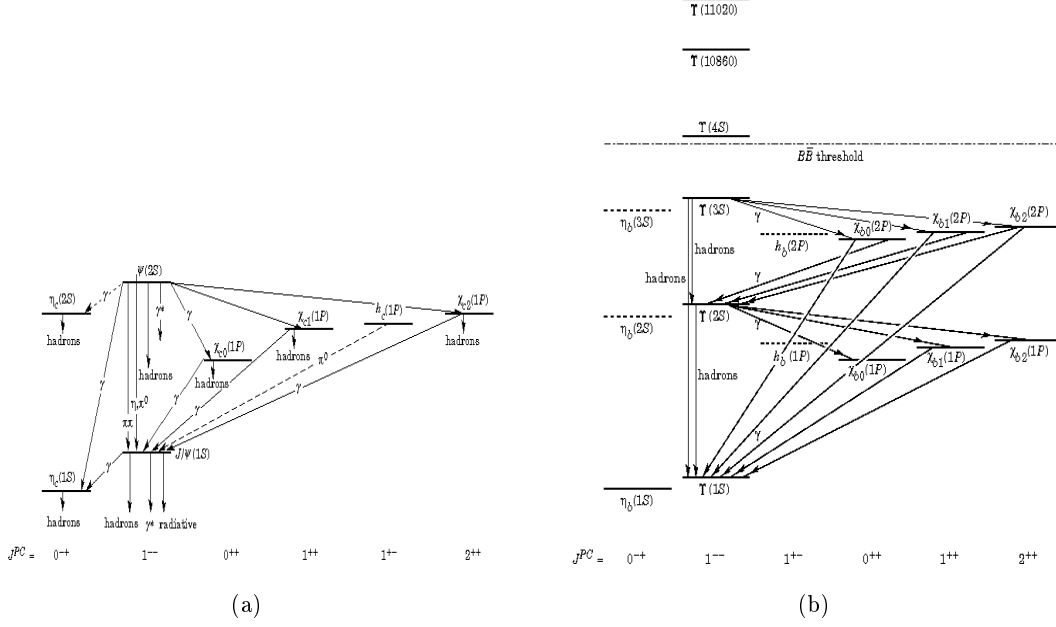 Ψ(2S)
η_c(2S)
γ
γ*
hadrons
χ_c2(1P)
h_c(1P)
χ_c1(1P)
hadrons
hadrons
γ
χ_c0(1P)
π⁰
hadrons
hadrons
γ
γ
γ
γ
η,π⁰
ππ
J/Ψ(1S)
η_c(1S)
γ
hadrons
hadrons γ* radiative
J^PC = 0⁻⁺ 1⁻⁻ 0⁺⁺ 1⁺⁺ 1⁺⁻ 2⁺⁺
(a)
ϒ(11020)
ϒ(10860)
ϒ(4S)
BB̅ threshold
η_b(3S)
ϒ(3S)
γ
χ_b0(2P)
χ_b1(2P)
χ_b2(2P)
h_b(2P)
hadrons
hadrons
γ
η_b(2S)
ϒ(2S)
γ
h_b(1P)
χ_b0(1P)
χ_b1(1P)
χ_b2(1P)
hadrons
γ
η_b(1S)
ϒ(1S)
J^PC = 0⁻⁺ 1⁻⁻ 1⁺⁻ 0⁺⁺ 1⁺⁺ 2⁺⁺
(b)